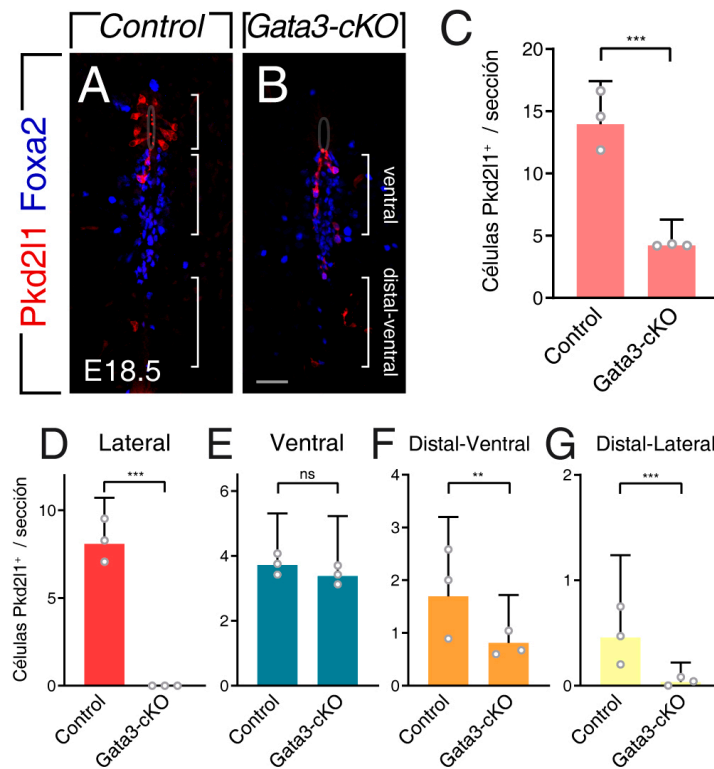 Control
Gata3-cKO
Pkd2l1 Foxa2
A
B
ventral
distal-ventral
E18.5
C
Células Pkd2l1⁺ / sección
20
15
10
5
0
***
Control
Gata3-cKO
D
Lateral
Células Pkd2l1⁺ / sección
10
5
0
***
Control
Gata3-cKO
E
Ventral
6
4
2
0
ns
Control
Gata3-cKO
F
Distal-Ventral
4
3
2
1
0
**
Control
Gata3-cKO
G
Distal-Lateral
2
1
0
***
Control
Gata3-cKO